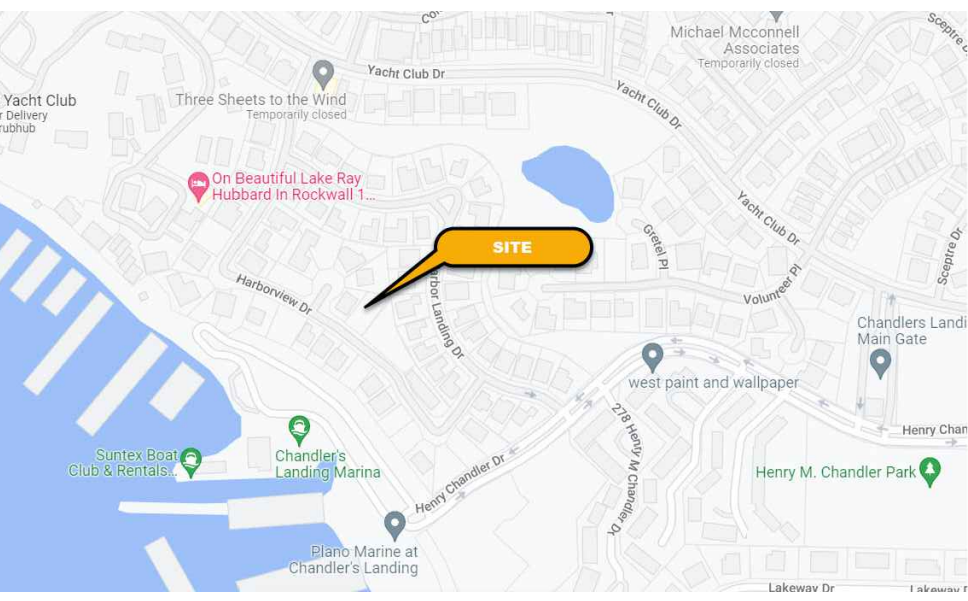 Michael Mcconnell
Associates
Temporarily closed
Yacht Club Dr
Three Sheets to the Wind
Temporarily closed
Yacht Club
Delivery
Yacht Club Dr
On Beautiful Lake Ray
Hubbard In Rockwall 1...
Yacht Club Dr
Gretel Pl
Sceptre Dr
SITE
Harborview Dr
arbor Landing Dr
Volunteer Pl
Chandlers Landi
Main Gate
west paint and wallpaper
278 Henry M Chandler Dr
Henry Chan
Suntex Boat
Club & Rentals...
Chandler's
Landing Marina
Henry Chandler Dr
Henry M. Chandler Park
Plano Marine at
Chandler's Landing
Lakeway Dr
Lakeway